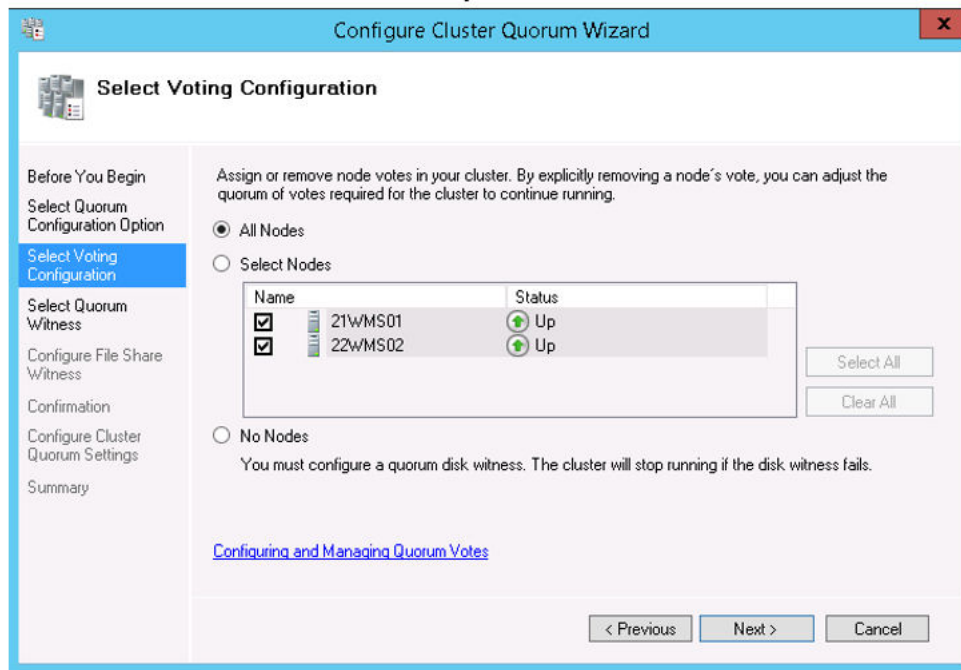 Configure Cluster Quorum Wizard
x
Select Voting Configuration
Before You Begin
Select Quorum
Configuration Option
Select Voting
Configuration
Select Quorum
Witness
Configure File Share
Witness
Confirmation
Configure Cluster
Quorum Settings
Summary
Assign or remove node votes in your cluster. By explicitly removing a node's vote, you can adjust the
quorum of votes required for the cluster to continue running.
All Nodes
Select Nodes
Name Status
21WMS01 Up
22WMS02 Up
Select All
Clear All
No Nodes
You must configure a quorum disk witness. The cluster will stop running if the disk witness fails.
Configuring and Managing Quorum Votes
< Previous Next > Cancel